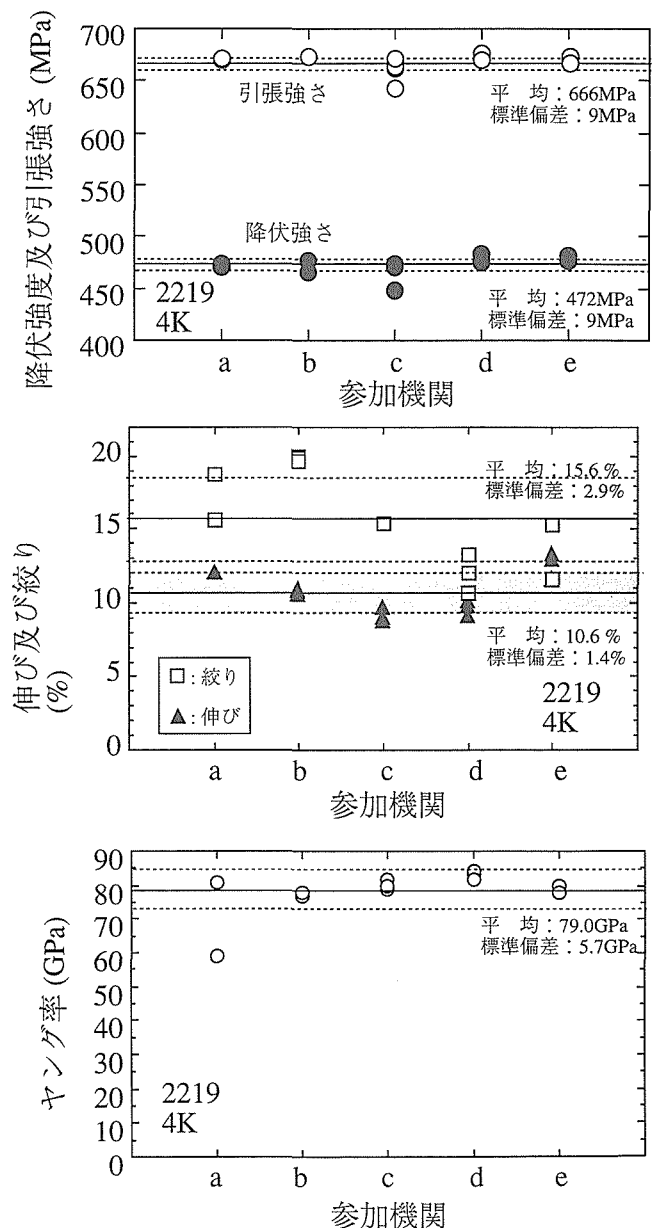 降伏強度及び引張強さ (MPa)
700
650
600
550
500
450
400
引張強さ
平 均：666MPa
標準偏差：9MPa
降伏強さ
平 均：472MPa
標準偏差：9MPa
2219
4K
a b c d e
参加機関
伸び及び絞り
(%)
20
15
10
5
0
平 均：15.6 %
標準偏差：2.9%
平 均：10.6 %
標準偏差：1.4%
□：絞り
▲：伸び
2219
4K
a b c d e
参加機関
ヤング率 (GPa)
90
80
70
60
50
40
30
20
10
0
平 均：79.0GPa
標準偏差：5.7GPa
2219
4K
a b c d e
参加機関